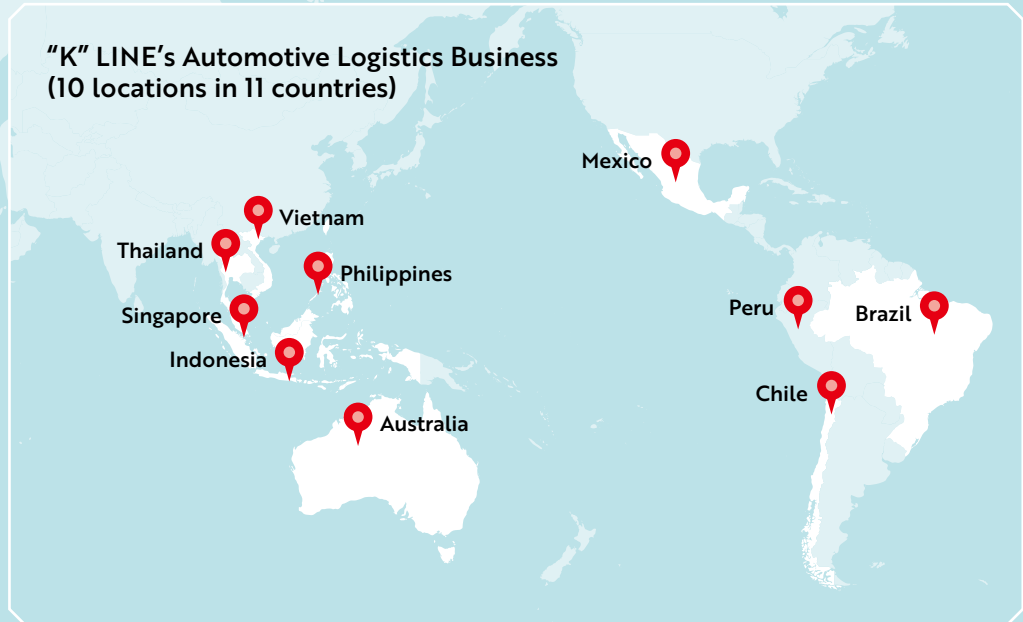 “K” LINE’s Automotive Logistics Business
(10 locations in 11 countries)
Mexico
Vietnam
Thailand
Philippines
Singapore
Peru
Brazil
Indonesia
Chile
Australia